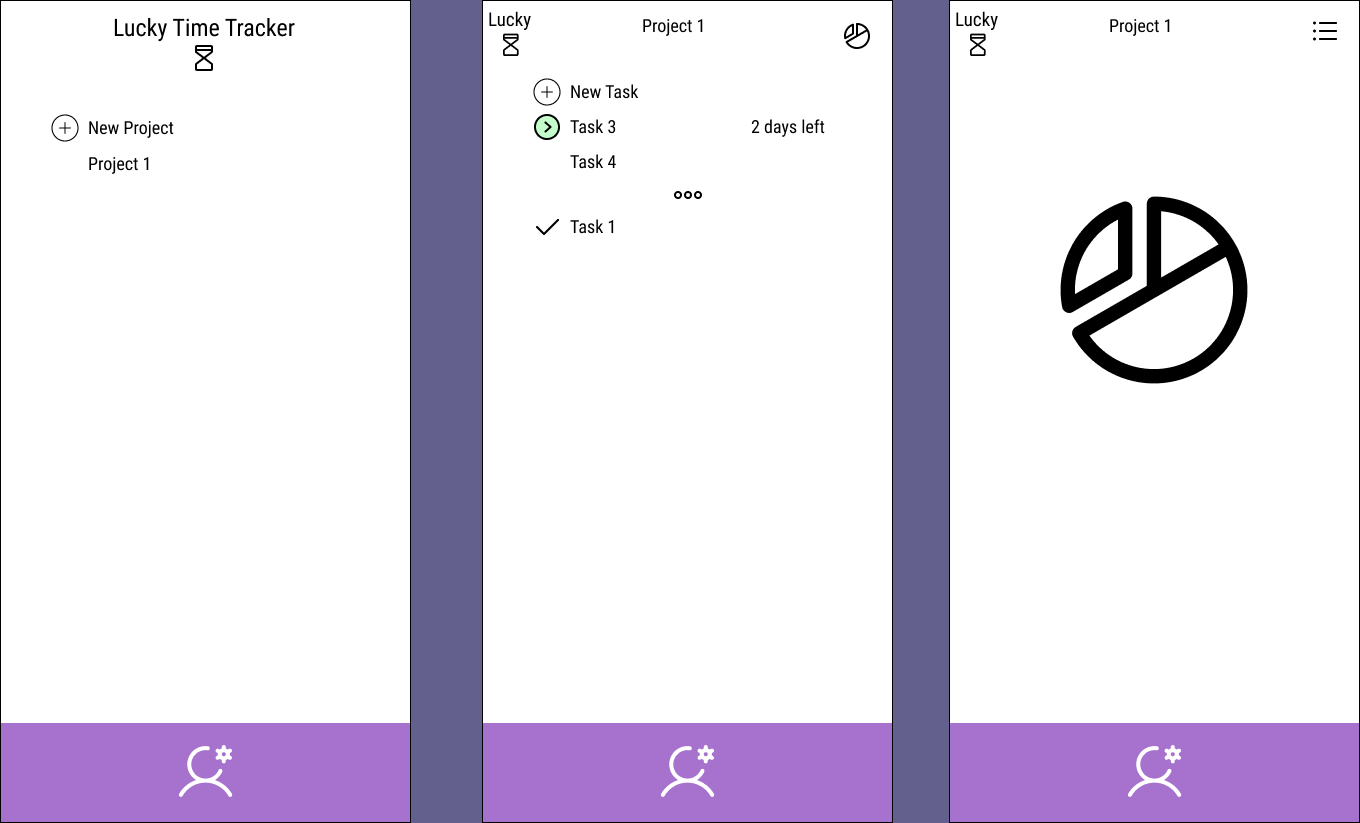 Lucky Time Tracker
New Project
Project 1
Lucky
Project 1
New Task
Task 3 2 days left
Task 4
Task 1
Lucky
Project 1